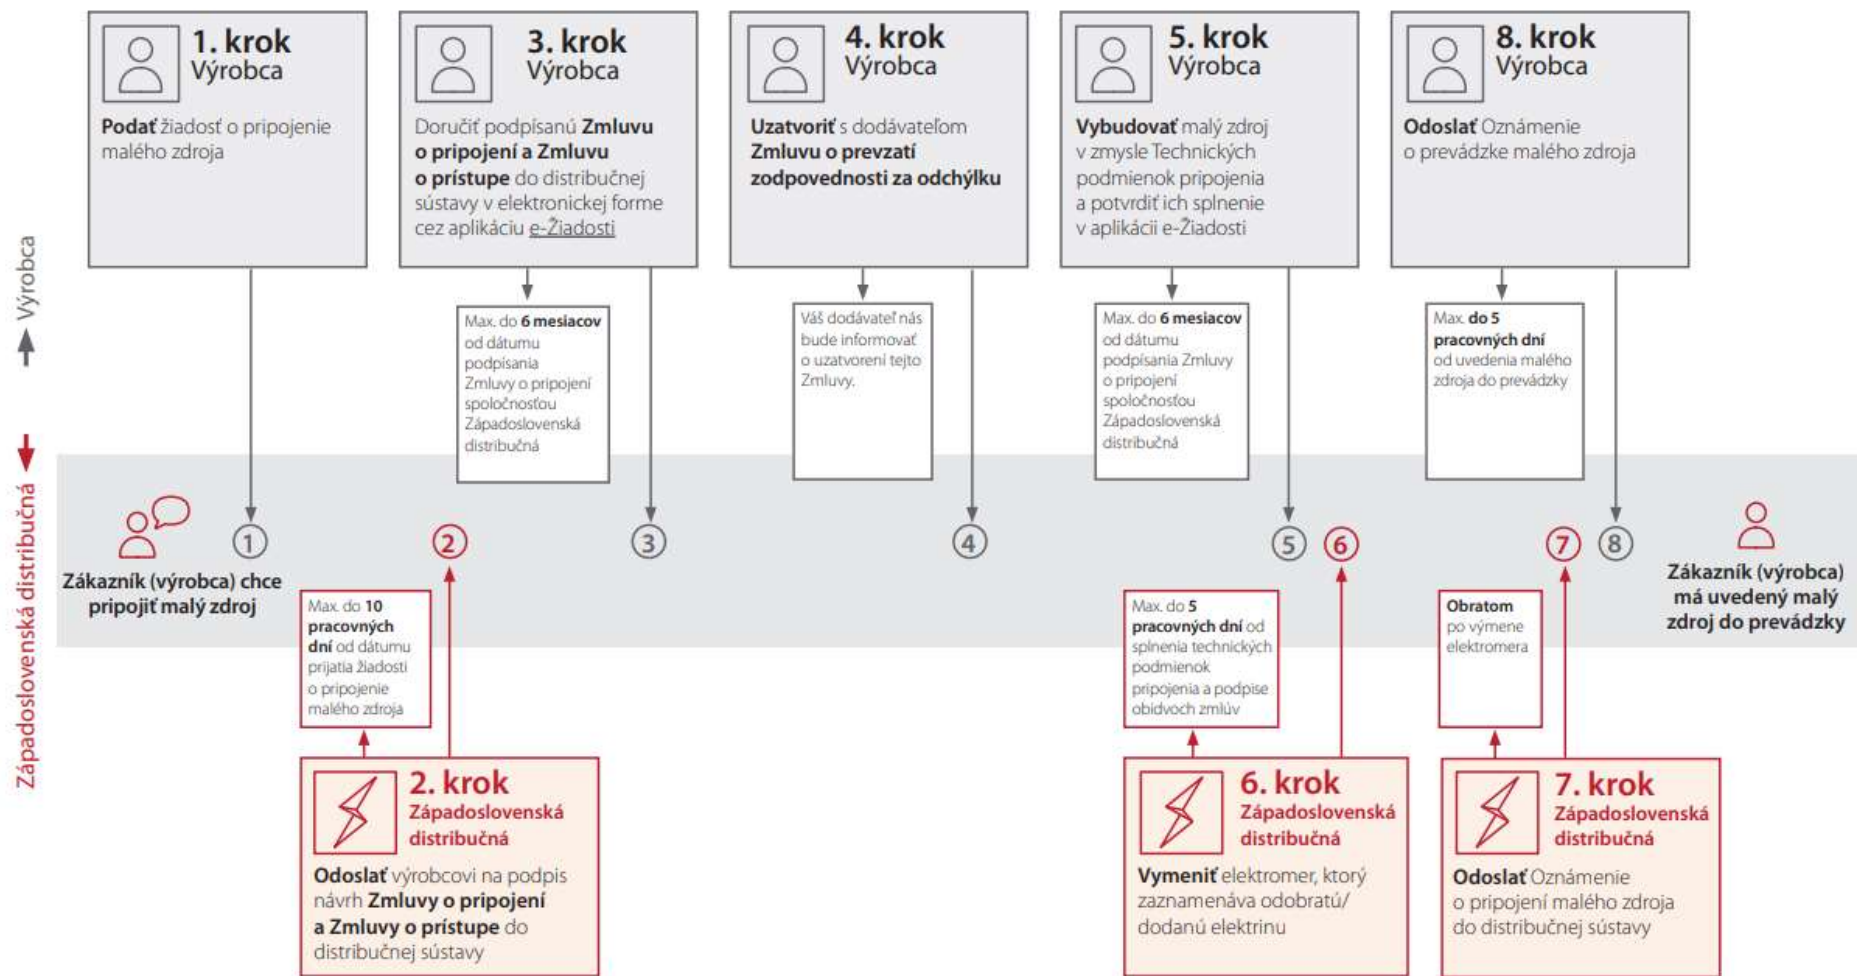 1. krok
Výrobca
Podať žiadosť o pripojenie
malého zdroja
3. krok
Výrobca
Doručiť podpísanú Zmluvu
o pripojení a Zmluvu
o prístupe do distribučnej
sústavy v elektronickej forme
cez aplikáciu e-Žiadosti
4. krok
Výrobca
Uzatvoriť s dodávateľom
Zmluvu o prevzatí
zodpovednosti za odchýlku
5. krok
Výrobca
Vybudovať malý zdroj
v zmysle Technických
podmienok pripojenia
a potvrdiť ich splnenie
v aplikácii e-Žiadosti
8. krok
Výrobca
Odoslať Oznámenie
o prevádzke malého zdroja
Výrobca
Západoslovenská distribučná
Max. do 6 mesiacov
od dátumu
podpísania
Zmluvy o pripojení
spoločnosťou
Západoslovenská
distribučná
Váš dodávateľ nás
bude informovať
o uzatvorení tejto
Zmluvy.
Max. do 6 mesiacov
od dátumu
podpísania Zmluvy
o pripojení
spoločnosťou
Západoslovenská
distribučná
Max. do 5
pracovných dní
od uvedenia malého
zdroja do prevádzky
Zákazník (výrobca) chce
pripojiť malý zdroj
1
2
3
4
5
6
7
8
Zákazník (výrobca)
má uvedený malý
zdroj do prevádzky
Max. do 10
pracovných
dní od dátumu
prijatia žiadosti
o pripojenie
malého zdroja
Max. do 5
pracovných dní od
splnenia technických
podmienok
pripojenia a podpise
obidvoch zmlúv
Obratom
po výmene
elektromera
2. krok
Západoslovenská
distribučná
Odoslať výrobcovi na podpis
návrh Zmluvy o pripojení
a Zmluvy o prístupe do
distribučnej sústavy
6. krok
Západoslovenská
distribučná
Vymeniť elektromer, ktorý
zaznamenáva odobratú/
dodanú elektrinu
7. krok
Západoslovenská
distribučná
Odoslať Oznámenie
o pripojení malého zdroja
do distribučnej sústavy